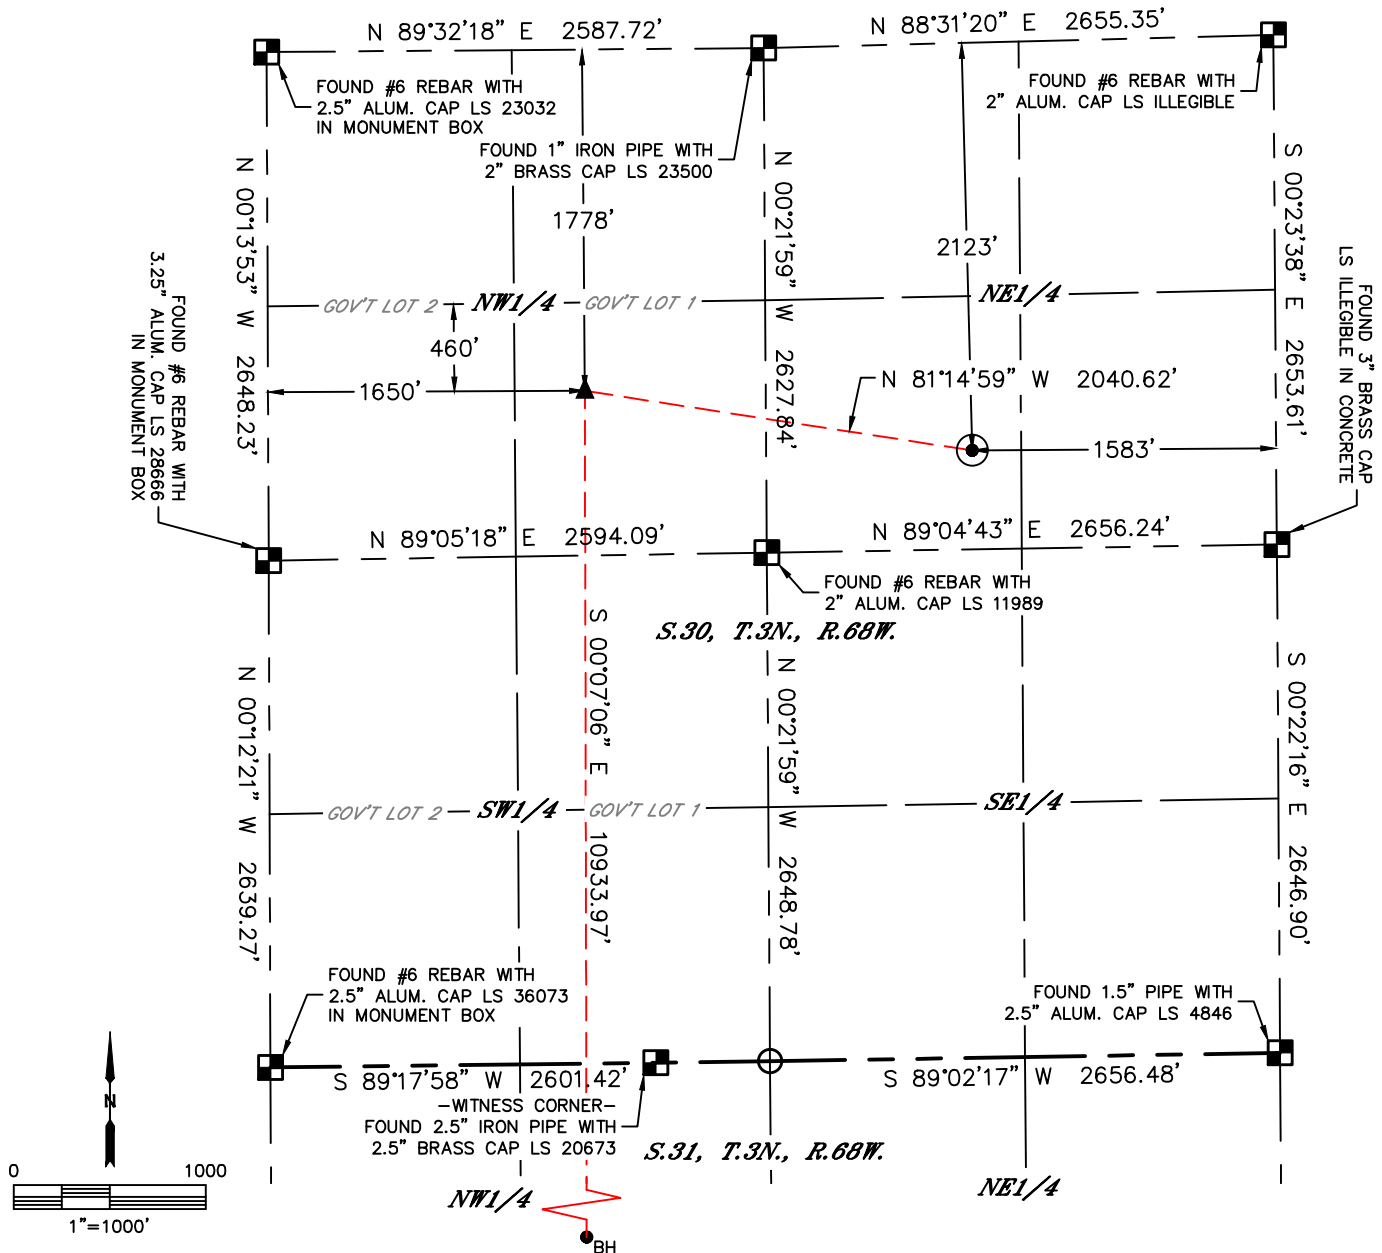 N 89°32'18" E 2587.72'
N 88°31'20" E 2655.35'
FOUND #6 REBAR WITH
2.5" ALUM. CAP LS 23032
IN MONUMENT BOX
FOUND #6 REBAR WITH
2" ALUM. CAP LS ILLEGIBLE
FOUND 1" IRON PIPE WITH
2" BRASS CAP LS 23500
N 00°13'53" W 2648.23'
1778'
N 00°21'59" W 2627.84'
2123'
S 00°23'38" E 2653.61'
FOUND 3" BRASS CAP
LS ILLEGIBLE IN CONCRETE
FOUND #6 REBAR WITH
3.25" ALUM. CAP LS 28666
IN MONUMENT BOX
GOV'T LOT 2
NW1/4
GOV'T LOT 1
NE1/4
460'
1650'
N 81°14'59" W 2040.62'
1583'
N 89°05'18" E 2594.09'
N 89°04'43" E 2656.24'
FOUND #6 REBAR WITH
2" ALUM. CAP LS 11989
S.30, T.3N., R.68W.
N 00°12'21" W 2639.27'
S 00°07'06" E 10933.97'
N 00°21'59" W 2648.78'
S 00°22'16" E 2646.90'
GOV'T LOT 2
SW1/4
GOV'T LOT 1
SE1/4
FOUND #6 REBAR WITH
2.5" ALUM. CAP LS 36073
IN MONUMENT BOX
FOUND 1.5" PIPE WITH
2.5" ALUM. CAP LS 4846
S 89°17'58" W 2601.42'
S 89°02'17" W 2656.48'
-WITNESS CORNER-
FOUND 2.5" IRON PIPE WITH
2.5" BRASS CAP LS 20673
S.31, T.3N., R.68W.
N
0 1000
1"=1000'
NW1/4
NE1/4
BH